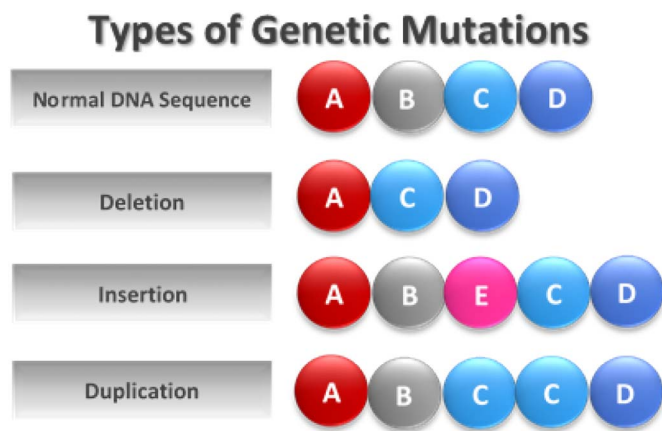 Types of Genetic Mutations
Normal DNA Sequence A B C D
Deletion A C D
Insertion A B E C D
Duplication A B C C D